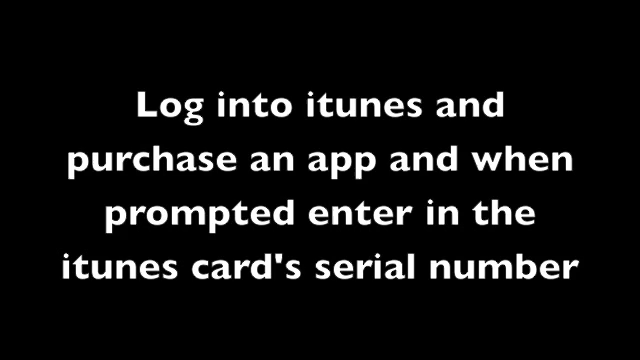 Log into itunes and
purchase an app and when
prompted enter in the
itunes card's serial number